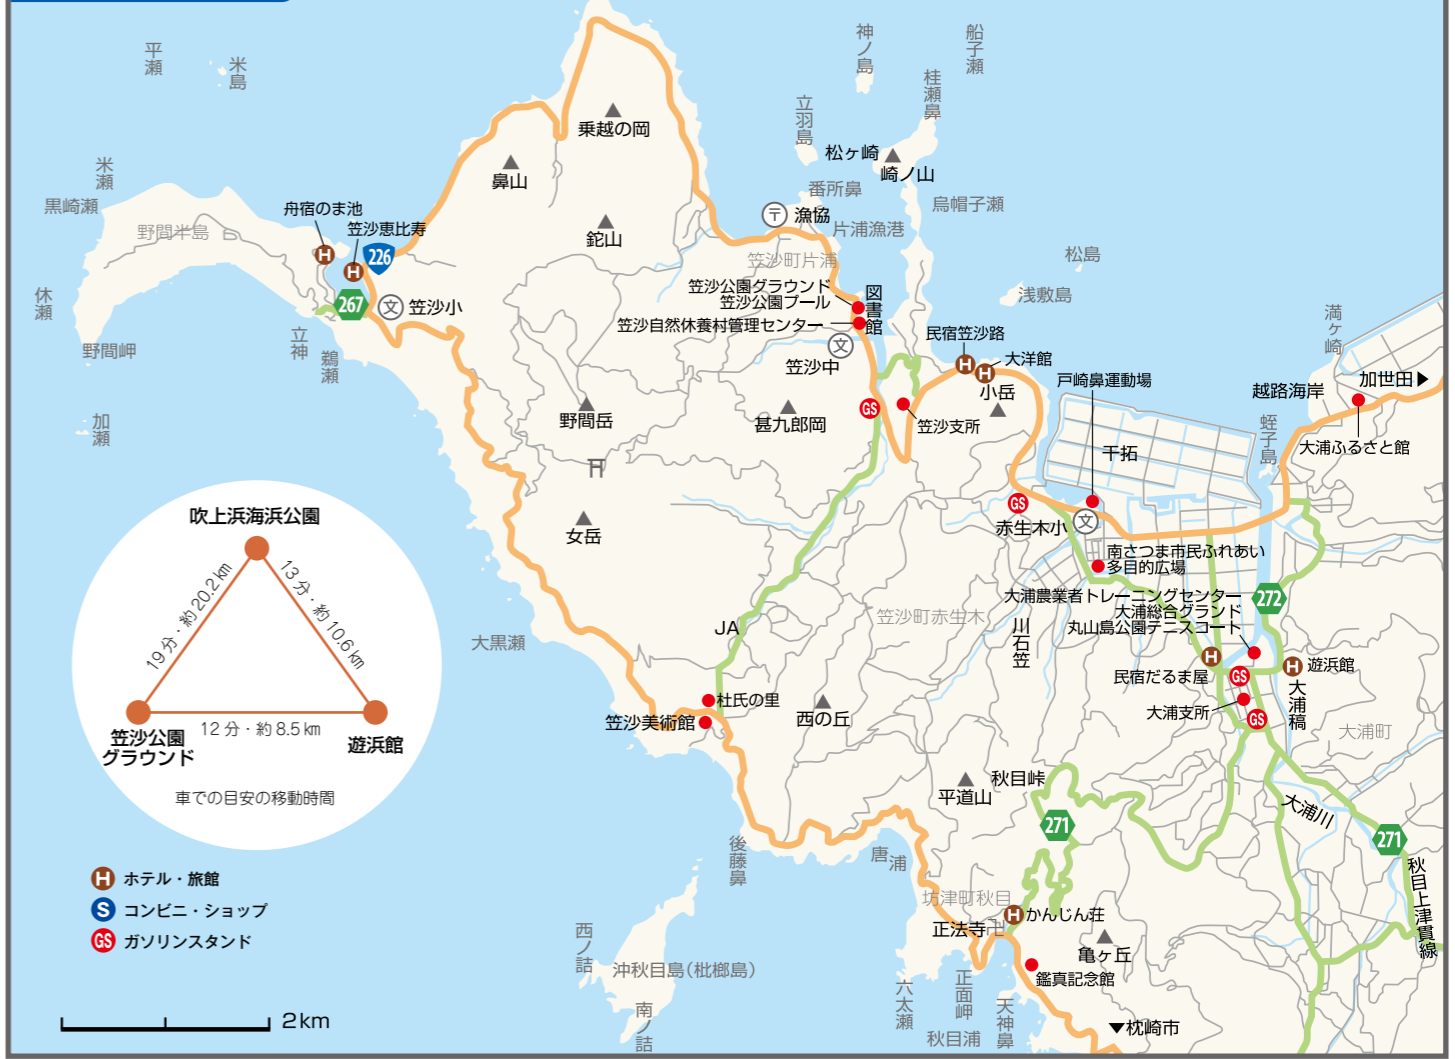 平瀬
米島
神ノ島
船子瀬
桂瀬鼻
立羽島
乗越の岡
松ヶ崎
崎ノ山
鼻山
米瀬
黒崎瀬
番所鼻
烏帽子瀬
舟宿のま池
野間半島
笠沙恵比寿
〒
漁協
片浦漁港
鉈山
226
笠沙町片浦
松島
浅敷島
休瀬
267
文
笠沙小
笠沙公園グラウンド
笠沙公園プール
図書館
笠沙自然休養村管理センター
満ヶ崎
立神
鵜瀬
野間岬
文
笠沙中
民宿笠沙路
大洋館
小岳
戸崎鼻運動場
越路海岸
加世田▶
加瀬
野間岳
甚九郎岡
GS
笠沙支所
干拓
蛭子島
大浦ふるさと館
女岳
GS
赤生木小
文
南さつま市民ふれあい
多目的広場
吹上浜海浜公園
19分・約20.2km
13分・約10.6km
12分・約8.5km
笠沙公園
グラウンド
遊浜館
車での目安の移動時間
大浦農業者トレーニングセンター
大浦総合グランド
丸山島公園テニスコート
272
笠沙町赤生木
川石笠
大黒瀬
JA
H
民宿だるま屋
GS
H
遊浜館
大浦支所
GS
大浦稿
大浦町
杜氏の里
笠沙美術館
西の丘
平道山
秋目峠
271
大浦川
271
秋目上津貫線
後藤鼻
唐浦
坊津町秋目
H
かんじん荘
正法寺
卍
亀ヶ丘
鑑真記念館
H
ホテル・旅館
S
コンビニ・ショップ
GS
ガソリンスタンド
西ノ詰
沖秋目島(枇榔島)
南ノ詰
六太瀬
正面岬
天神鼻
秋目浦
▼枕崎市
2km